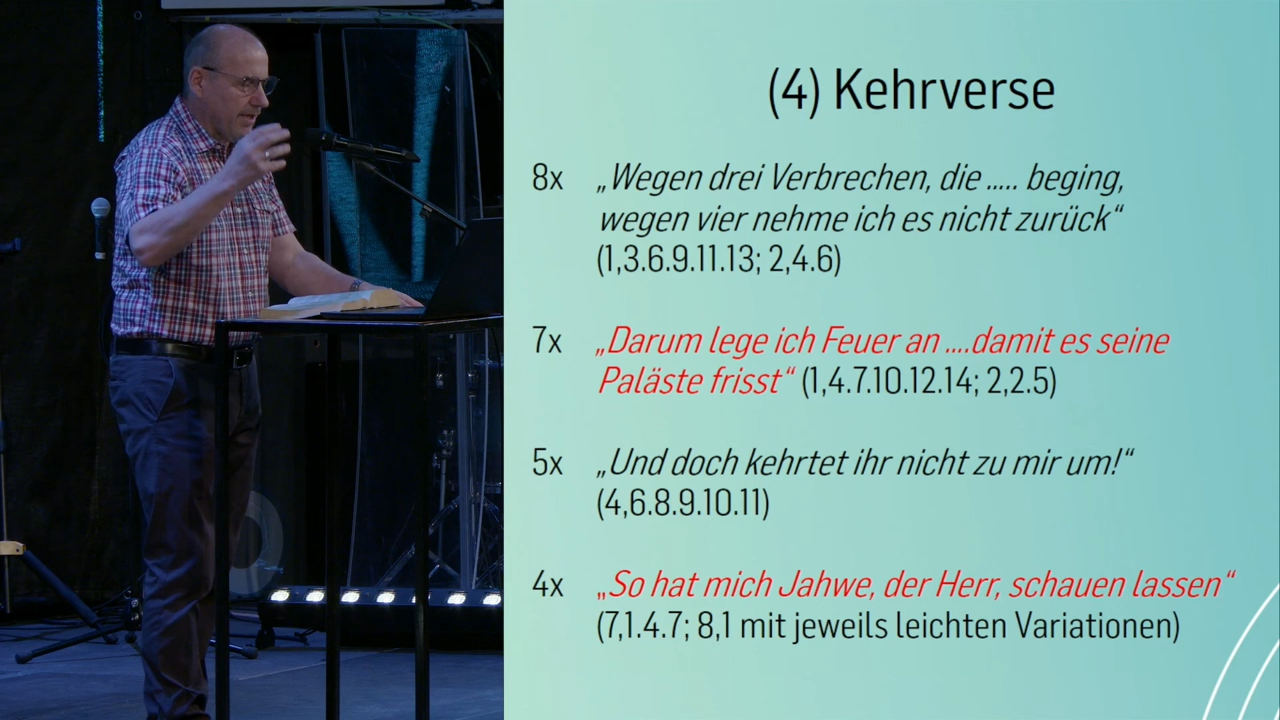 (4) Kehrverse
8x „Wegen drei Verbrechen, die ..... beging,
wegen vier nehme ich es nicht zurück“
(1,3.6.9.11.13; 2,4.6)
7x „Darum lege ich Feuer an ....damit es seine
Paläste frisst“ (1,4.7.10.12.14; 2,2.5)
5x „Und doch kehrtet ihr nicht zu mir um!“
(4,6.8.9.10.11)
4x „So hat mich Jahwe, der Herr, schauen lassen“
(7,1.4.7; 8,1 mit jeweils leichten Variationen)